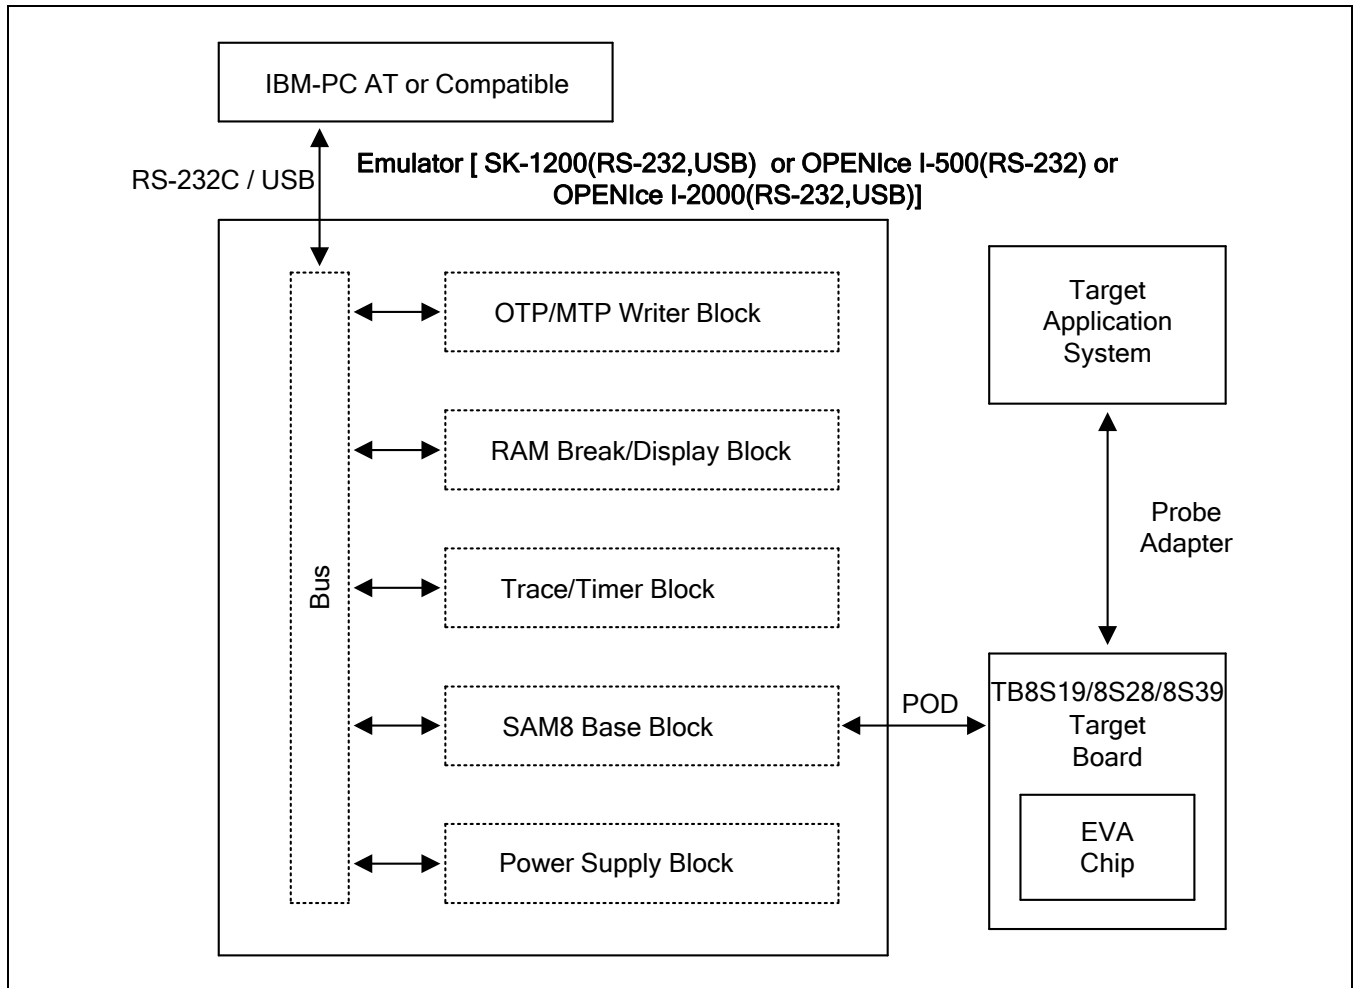 IBM-PC AT or Compatible
RS-232C / USB
Emulator [ SK-1200(RS-232,USB) or OPENIce I-500(RS-232) or
OPENIce I-2000(RS-232,USB)]
Bus
OTP/MTP Writer Block
RAM Break/Display Block
Trace/Timer Block
SAM8 Base Block
Power Supply Block
POD
Target
Application
System
Probe
Adapter
TB8S19/8S28/8S39
Target
Board
EVA
Chip